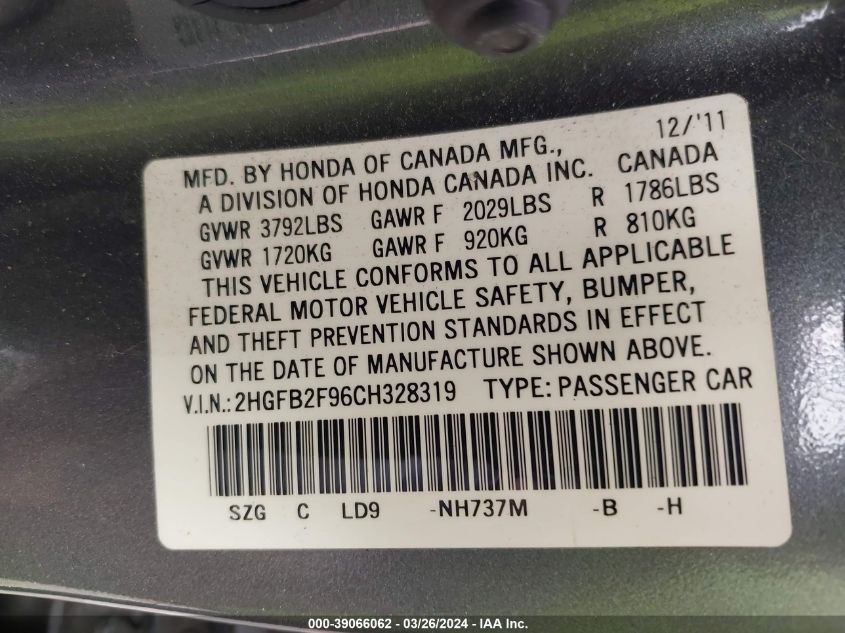 12/'11
MFD. BY HONDA OF CANADA MFG.,
A DIVISION OF HONDA CANADA INC. CANADA
GVWR 3792LBS GAWR F 2029LBS R 1786LBS
GVWR 1720KG GAWR F 920KG R 810KG
THIS VEHICLE CONFORMS TO ALL APPLICABLE
FEDERAL MOTOR VEHICLE SAFETY, BUMPER,
AND THEFT PREVENTION STANDARDS IN EFFECT
ON THE DATE OF MANUFACTURE SHOWN ABOVE.
V.I.N.: 2HGFB2F96CH328319 TYPE: PASSENGER CAR
SZG C LD9 -NH737M -B -H
000-39066062 - 03/26/2024 - IAA Inc.